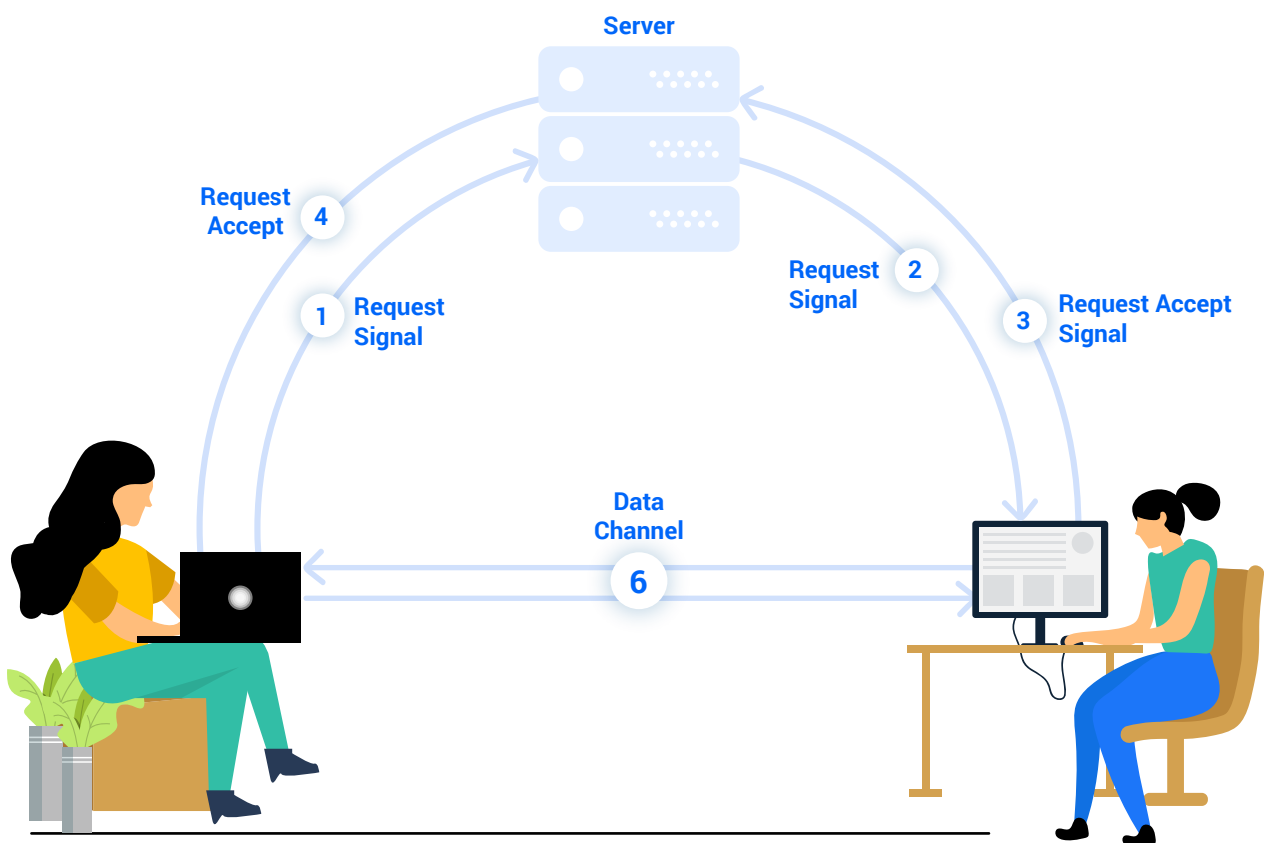 Server
Request
Accept
4
1
Request
Signal
Request
Signal
2
3
Request Accept
Signal
Data
Channel
6